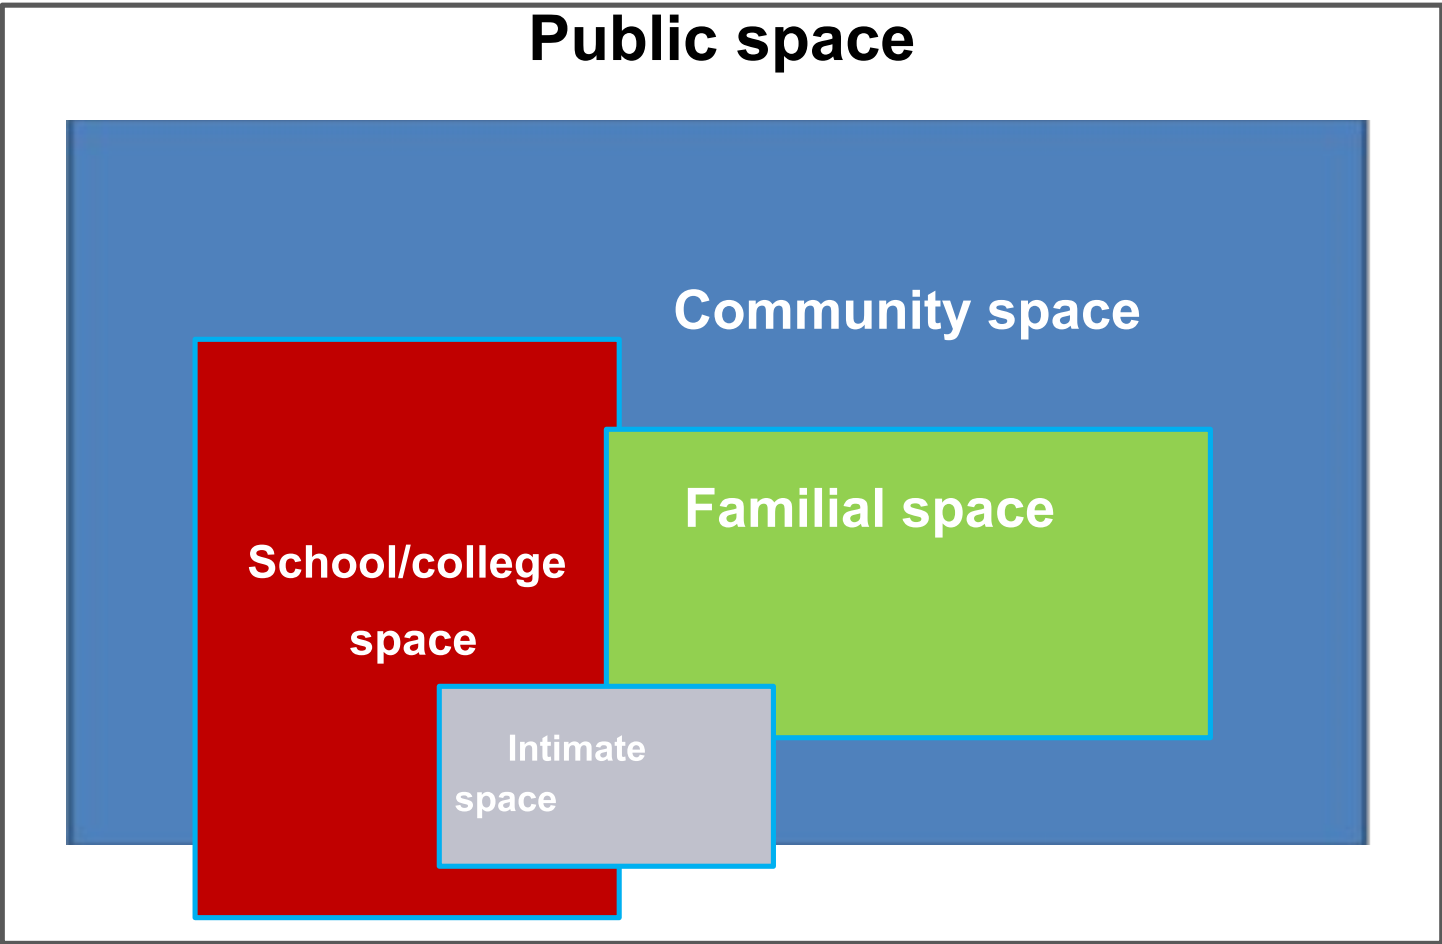 Public space
Community space
Familial space
School/college
space
Intimate
space